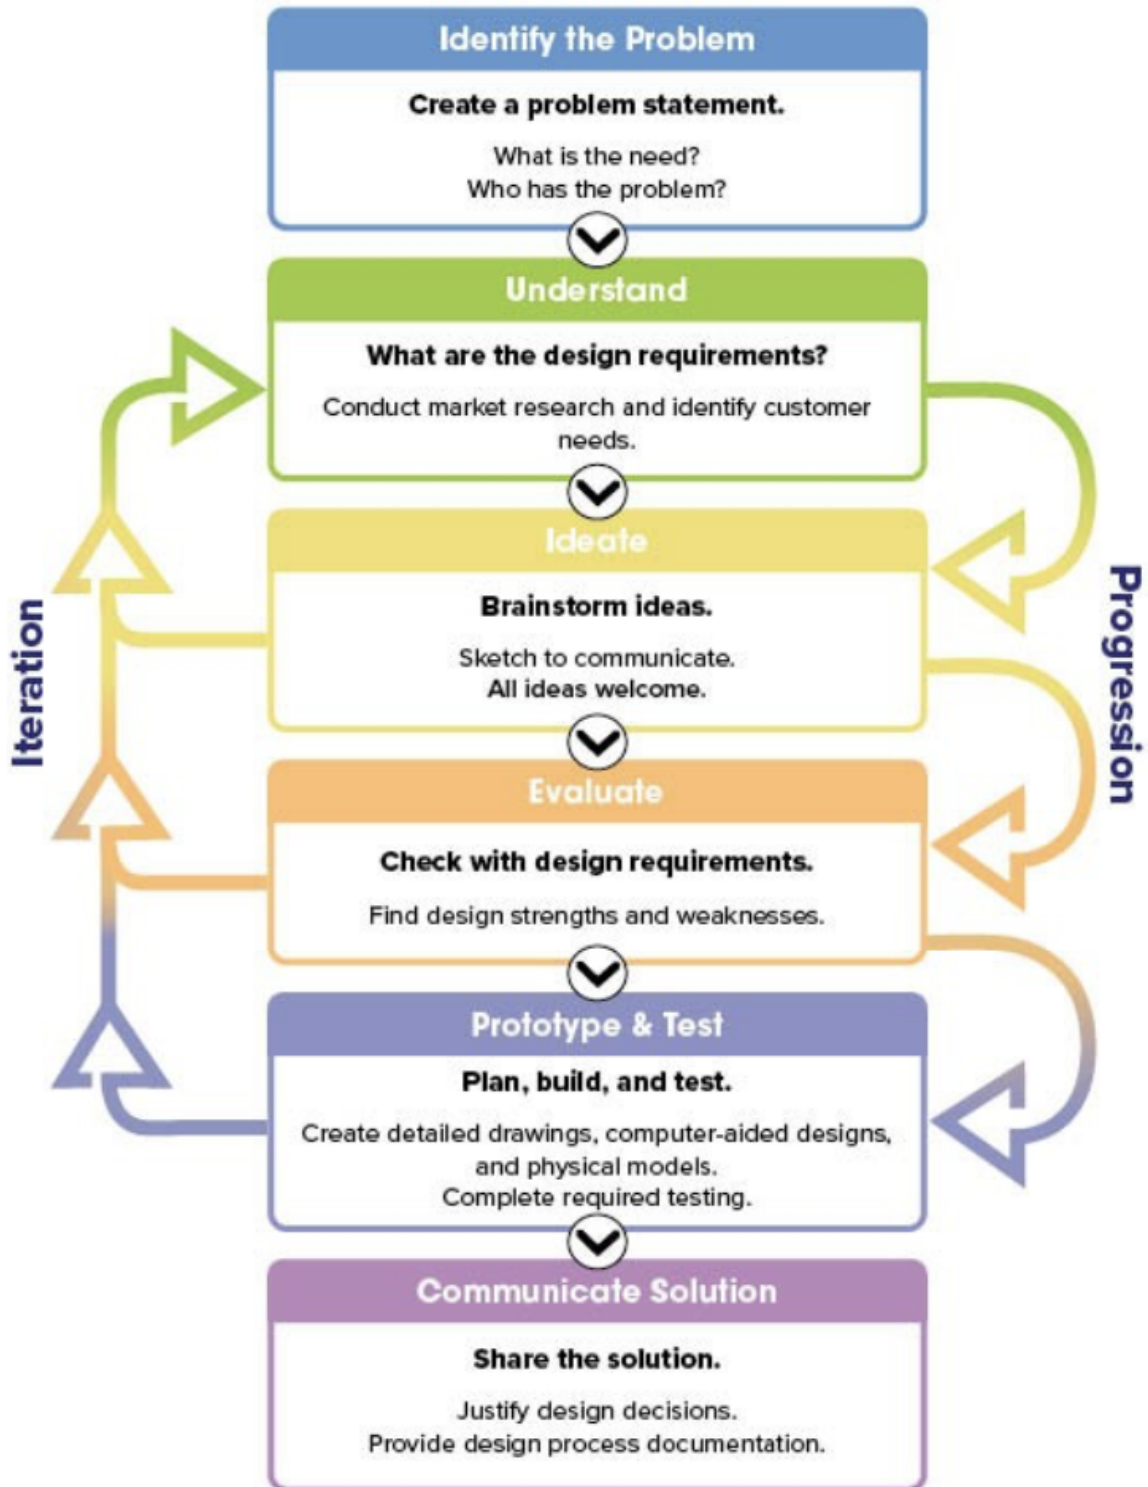 Identify the Problem
Create a problem statement.
What is the need?
Who has the problem?
Understand
What are the design requirements?
Conduct market research and identify customer
needs.
Ideate
Brainstorm ideas.
Sketch to communicate.
All ideas welcome.
Iteration
Progression
Evaluate
Check with design requirements.
Find design strengths and weaknesses.
Prototype & Test
Plan, build, and test.
Create detailed drawings, computer-aided designs,
and physical models.
Complete required testing.
Communicate Solution
Share the solution.
Justify design decisions.
Provide design process documentation.